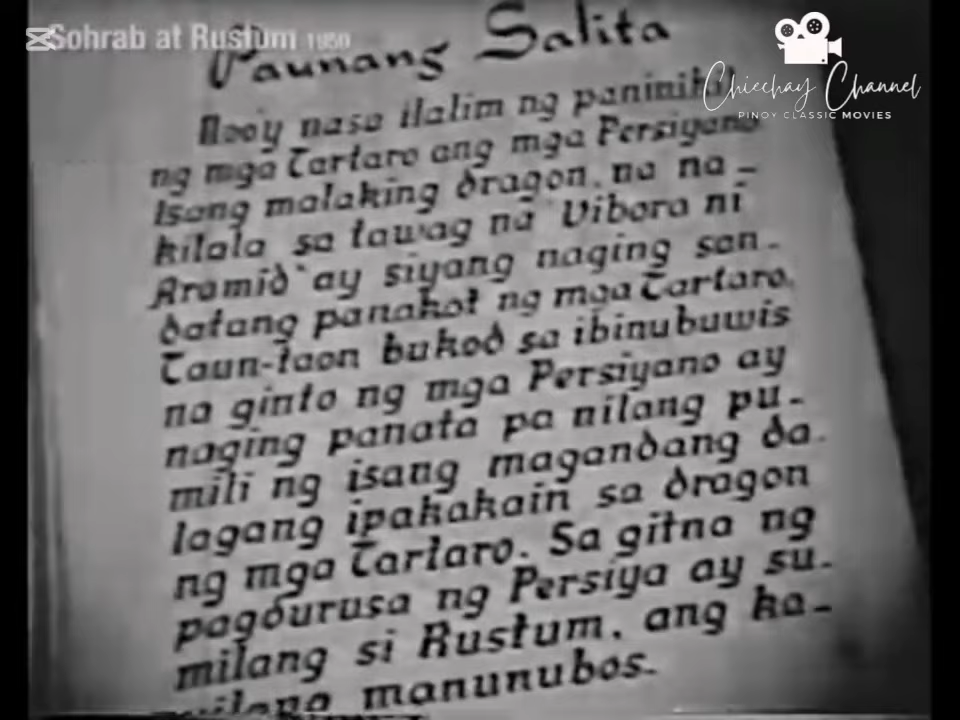 Sohrab at Rustum 1950
Chiechay Channel
PINOY CLASSIC MOVIES
Paunang Salita
Nooy nasa ilalim ng paniniki
ng mga Tartaro ang mga Persiyano
Isang malaking dragon, na na-
kilala sa tawag na "Vibora ni
Aromid" ay siyang naging san-
datang panakot ng mga Tartaro.
Taun-taon bukod sa ibinubuwis
na ginto ng mga Persiyano ay
naging panata pa nilang pu-
mili ng isang magandang da-
lagang ipakakain sa dragon
ng mga Tartaro. Sa gitna ng
pagdurusa ng Persiya ay su-
milang si Rustum, ang ka-
manunubos.